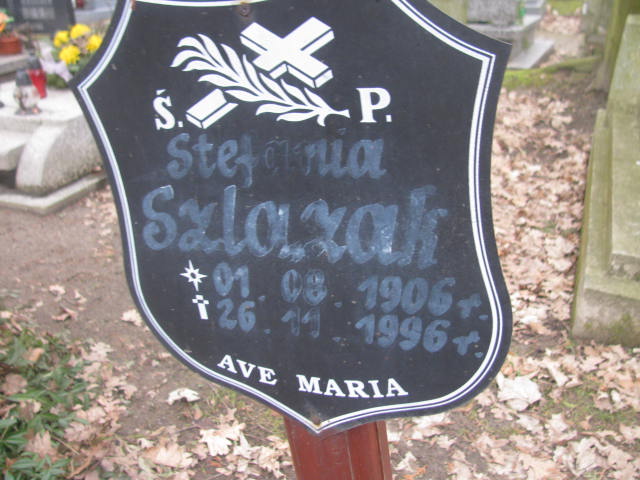 Ś. P.
Stefania
Szlazak
01 08 1906 r.
26 11 1996 r.
AVE MARIA